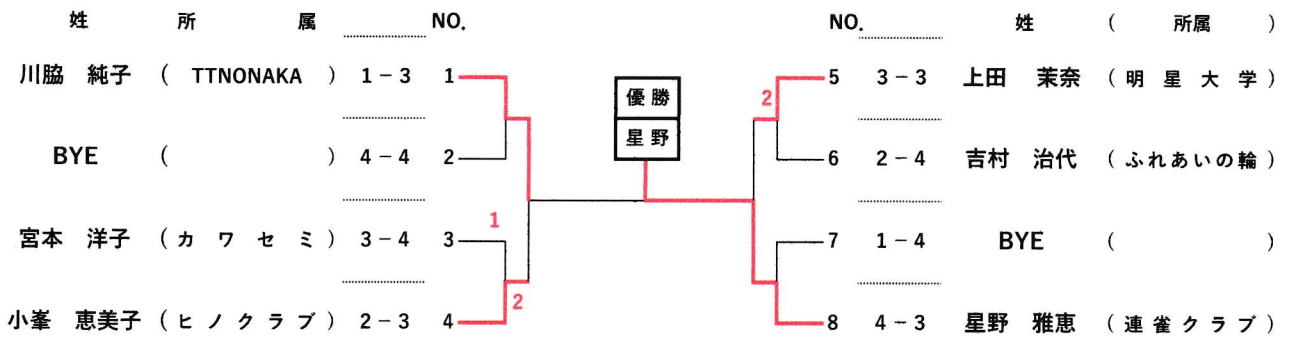 姓 所 属 NO. NO. 姓 ( 所属 )
川脇 純子 ( TTNONAKA ) 1-3 1 5 3-3 上田 茉奈 ( 明星大学 )
優勝
2
星野
BYE ( ) 4-4 2 6 2-4 吉村 治代 ( ふれあいの輪 )
1
宮本 洋子 ( カワセミ ) 3-4 3 7 1-4 BYE ( )
2
小峯 恵美子 ( ヒノクラブ ) 2-3 4 8 4-3 星野 雅恵 ( 連雀クラブ )